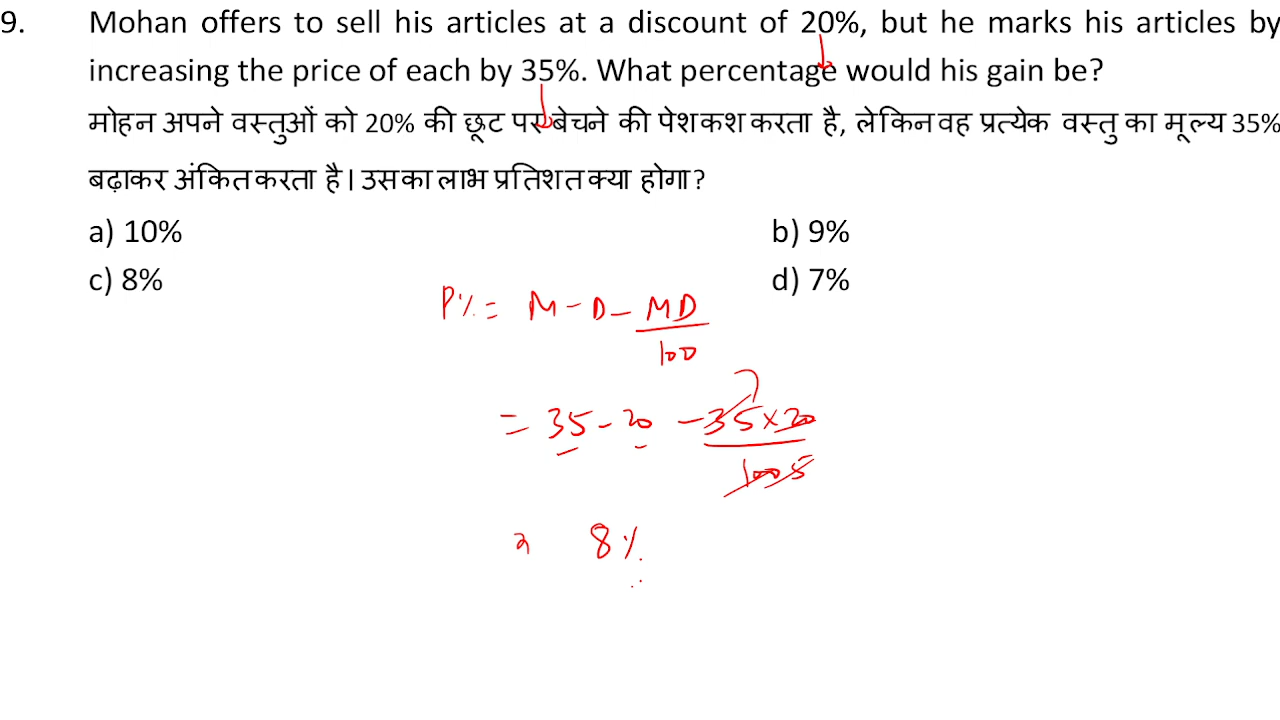 9. Mohan offers to sell his articles at a discount of 20%, but he marks his articles by
increasing the price of each by 35%. What percentage would his gain be?
मोहन अपने वस्तुओं को 20% की छूट पर बेचने की पेशकश करता है, लेकिन वह प्रत्येक वस्तु का मूल्य 35%
बढ़ाकर अंकित करता है। उसका लाभ प्रतिशत क्या होगा?
a) 10% b) 9%
c) 8% d) 7%
P% = M - D - MD
100
= 35 - 20 - 35 x 20
7
100 5
= 8%